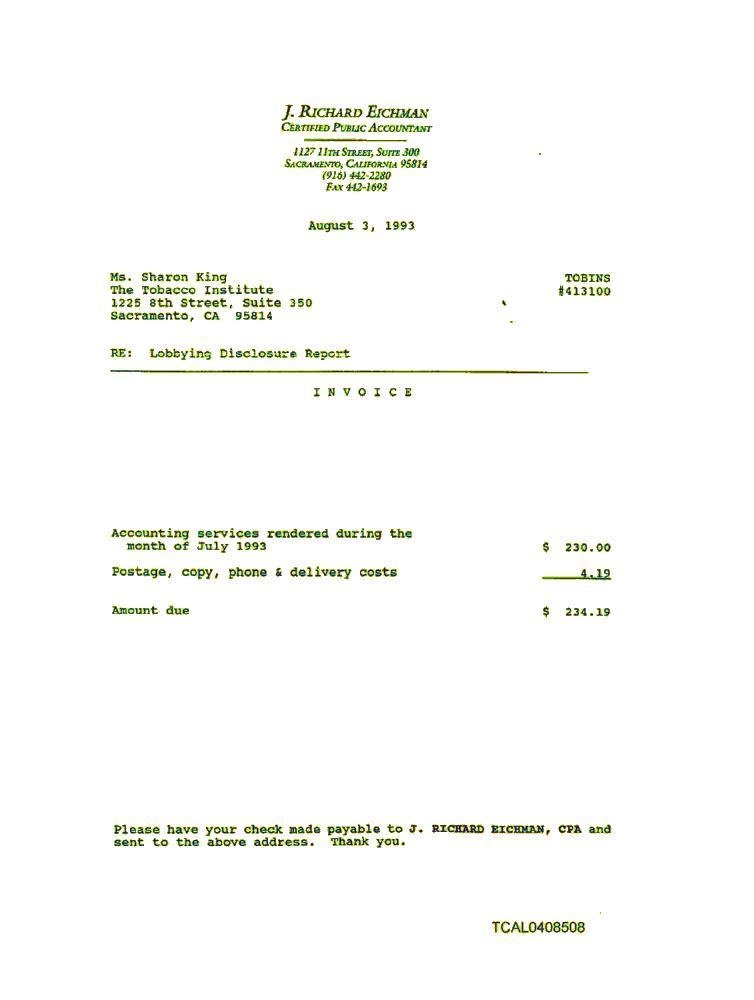 J. RICHARD EICHMAN
CERTIFIED PUBLIC ACCOUNTANT
1127 11TH STREET, SUITE 300
SACRAMENTO, CALIFORNIA 95814
(916) 442-2280
FAX 442-1693
August 3, 1993
Ms. Sharon King TOBINS
The Tobacco Institute #413100
1225 8th Street, Suite 350
Sacramento, CA 95814
RE: Lobbying Disclosure Report
I N V O I C E
Accounting services rendered during the
month of July 1993 $ 230.00
Postage, copy, phone & delivery costs 4.19
Amount due $ 234.19
Please have your check made payable to J. RICHARD EICHMAN, CPA and
sent to the above address. Thank you.
TCAL0408508